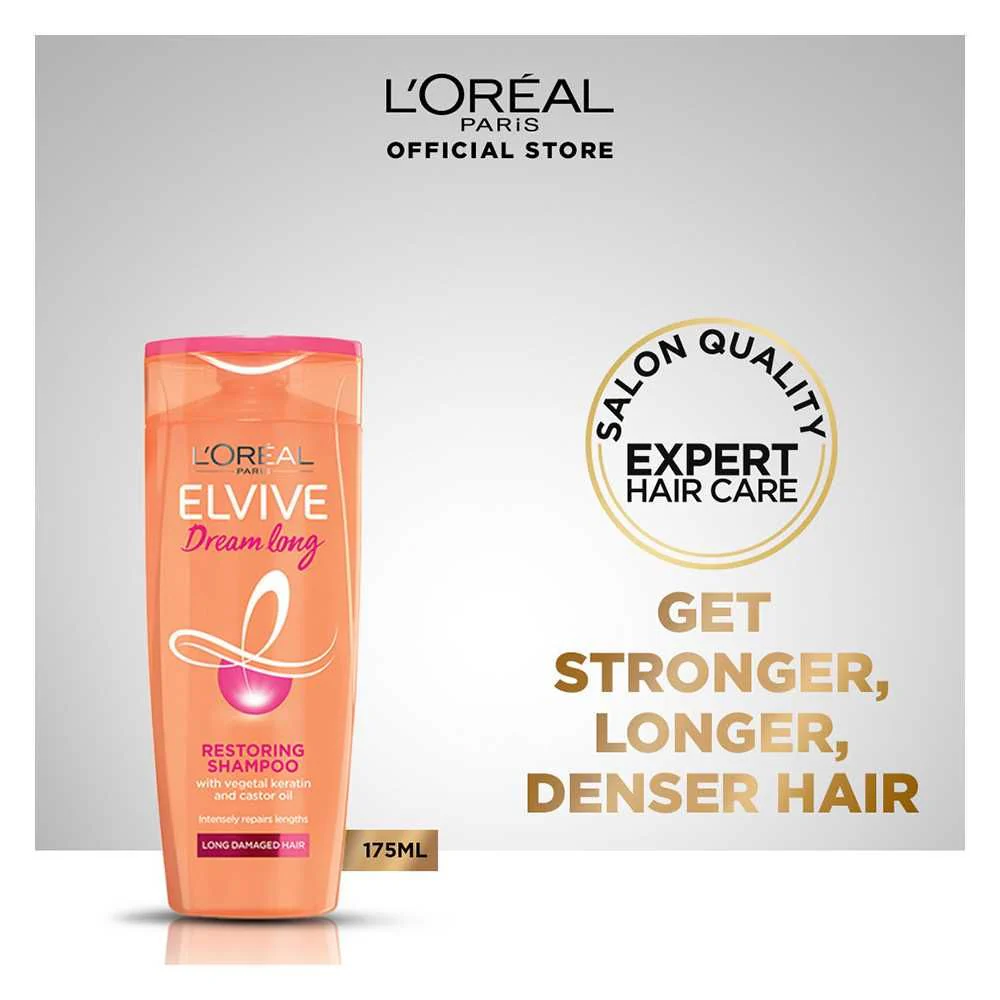 L'ORÉAL
PARiS
OFFICIAL STORE
SALON QUALITY
EXPERT
HAIR CARE
GET
STRONGER,
LONGER,
DENSER HAIR
L'ORÉAL
PARIS
ELVIVE
Dream long
RESTORING
SHAMPOO
with vegetal keratin
and castor oil
Intensely repairs lengths
LONG DAMAGED HAIR
175ML